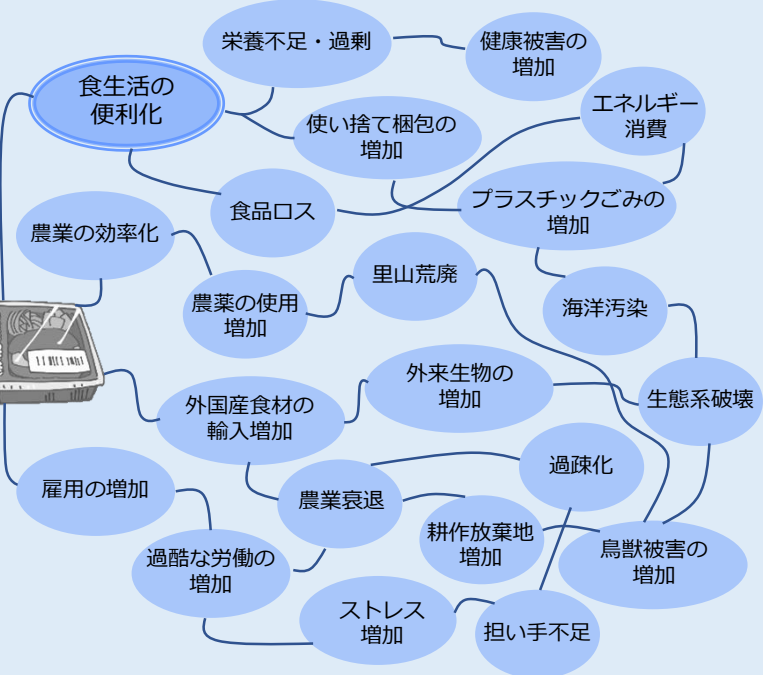 栄養不足・過剰
健康被害の
増加
食生活の
便利化
エネルギー
消費
使い捨て梱包の
増加
食品ロス
プラスチックごみの
増加
農業の効率化
里山荒廃
農薬の使用
増加
海洋汚染
外来生物の
増加
生態系破壊
外国産食材の
輸入増加
過疎化
雇用の増加
農業衰退
耕作放棄地
増加
鳥獣被害の
増加
過酷な労働の
増加
ストレス
増加
担い手不足